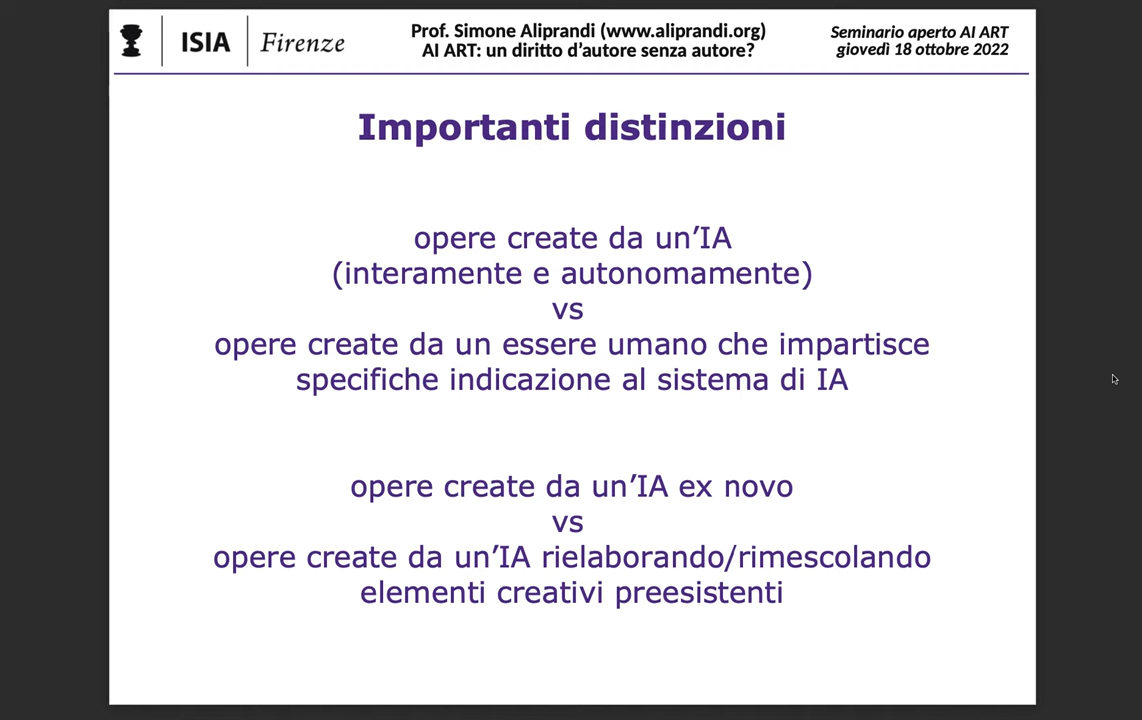 ISIA Firenze
Prof. Simone Aliprandi (www.aliprandi.org)
AI ART: un diritto d’autore senza autore?
Seminario aperto AI ART
giovedì 18 ottobre 2022
Importanti distinzioni
opere create da un’IA
(interamente e autonomamente)
vs
opere create da un essere umano che impartisce
specifiche indicazione al sistema di IA
opere create da un’IA ex novo
vs
opere create da un’IA rielaborando/rimescolando
elementi creativi preesistenti